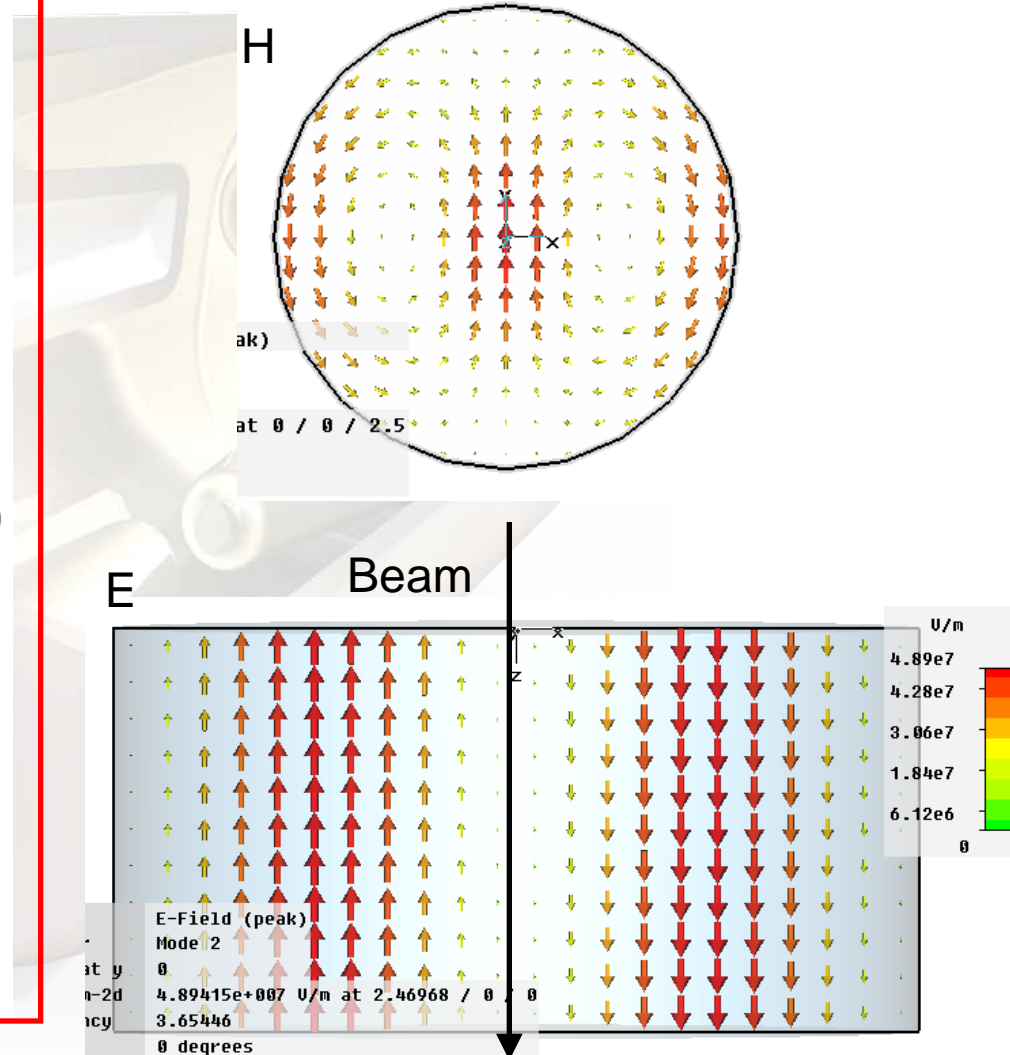 H
Y
x
ak)
at 0 / 0 / 2.5
Beam
E
x
z
V/m
4.89e7
4.28e7
3.06e7
1.84e7
6.12e6
0
E-Field (peak)
r Mode 2
at y 0
n-2d 4.89415e+007 V/m at 2.46968 / 0 / 0
ncy 3.65446
0 degrees